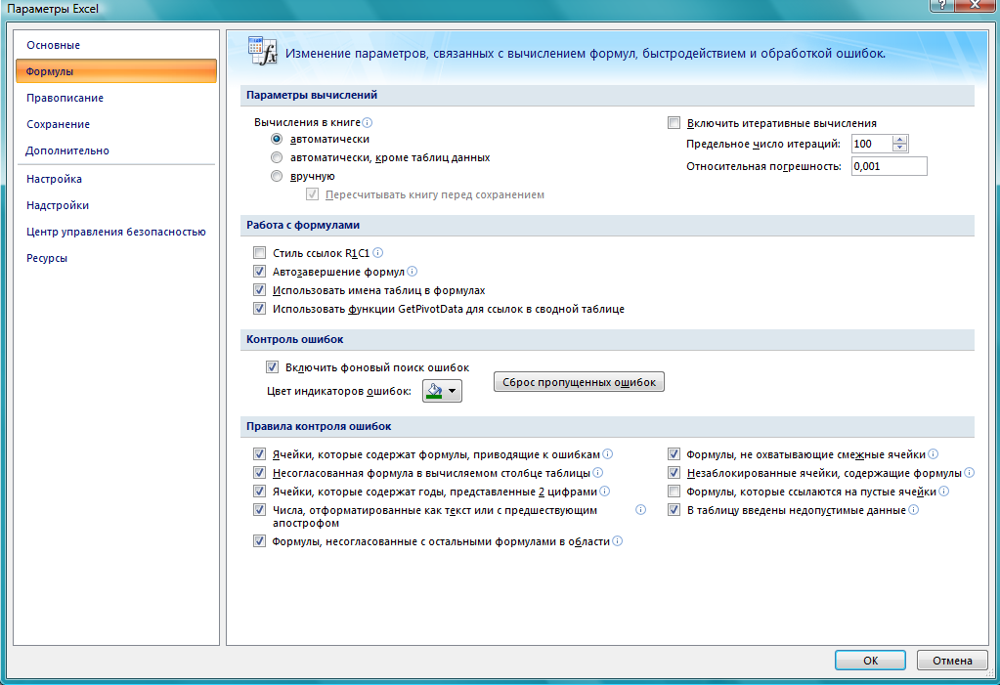 Параметры Excel
Основные
Формулы
Правописание
Сохранение
Дополнительно
Настройка
Надстройки
Центр управления безопасностью
Ресурсы
Изменение параметров, связанных с вычислением формул, быстродействием и обработкой ошибок.
Параметры вычислений
Вычисления в книге
автоматически
автоматически, кроме таблиц данных
вручную
Пересчитывать книгу перед сохранением
Включить итеративные вычисления
Предельное число итераций: 100
Относительная погрешность: 0,001
Работа с формулами
Стиль ссылок R1C1
Автозавершение формул
Использовать имена таблиц в формулах
Использовать функции GetPivotData для ссылок в сводной таблице
Контроль ошибок
Включить фоновый поиск ошибок
Цвет индикаторов ошибок:
Сброс пропущенных ошибок
Правила контроля ошибок
Ячейки, которые содержат формулы, приводящие к ошибкам
Несогласованная формула в вычисляемом столбце таблицы
Ячейки, которые содержат годы, представленные 2 цифрами
Числа, отформатированные как текст или с предшествующим
апострофом
Формулы, несогласованные с остальными формулами в области
Формулы, не охватывающие смежные ячейки
Незаблокированные ячейки, содержащие формулы
Формулы, которые ссылаются на пустые ячейки
В таблицу введены недопустимые данные
ОК
Отмена